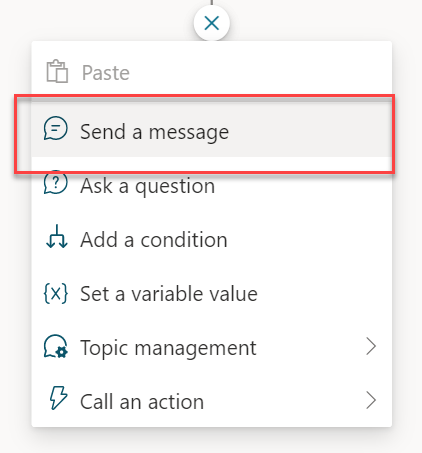 Paste
Send a message
Ask a question
Add a condition
{x} Set a variable value
Topic management
Call an action